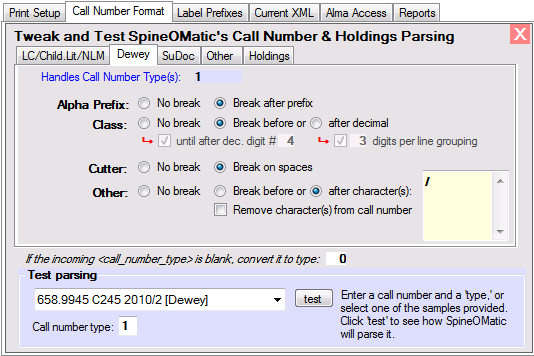 Print Setup Call Number Format Label Prefixes Current XML Alma Access Reports
Tweak and Test SpineOMatic's Call Number & Holdings Parsing X
LC/Child.Lit/NLM Dewey SuDoc Other Holdings
Handles Call Number Type(s): 1
Alpha Prefix: No break Break after prefix
Class: No break Break before or after decimal
until after dec. digit # 4 3 digits per line grouping
Cutter: No break Break on spaces
Other: No break Break before or after character(s): /
Remove character(s) from call number
If the incoming <call_number_type> is blank, convert it to type: 0
Test parsing
658.9945 C245 2010/2 [Dewey] test
Call number type: 1
Enter a call number and a 'type,' or
select one of the samples provided.
Click 'test' to see how SpineOMatic
will parse it.